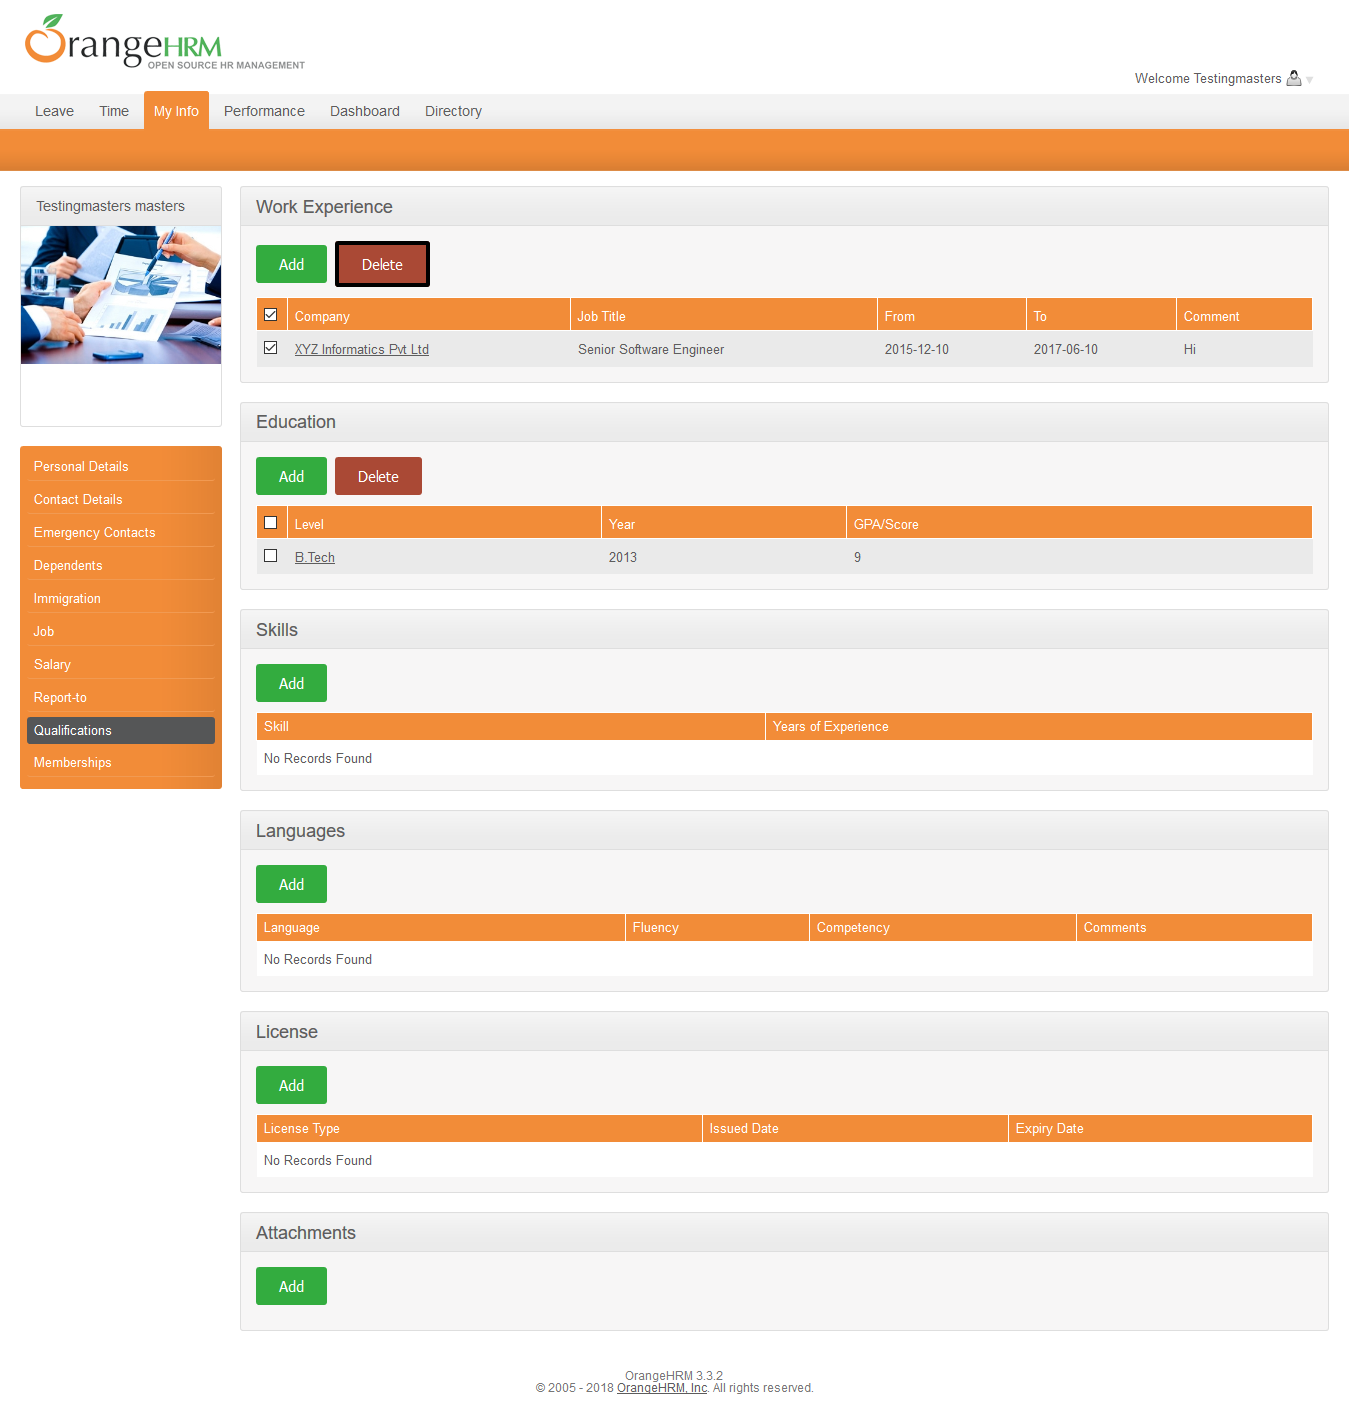 OrangeHRM
OPEN SOURCE HR MANAGEMENT
Welcome Testingmasters
Leave Time My Info Performance Dashboard Directory
Testingmasters masters
Personal Details
Contact Details
Emergency Contacts
Dependents
Immigration
Job
Salary
Report-to
Qualifications
Memberships
Work Experience
Add Delete
Company Job Title From To Comment
XYZ Informatics Pvt Ltd Senior Software Engineer 2015-12-10 2017-06-10 Hi
Education
Add Delete
Level Year GPA/Score
B.Tech 2013 9
Skills
Add
Skill Years of Experience
No Records Found
Languages
Add
Language Fluency Competency Comments
No Records Found
License
Add
License Type Issued Date Expiry Date
No Records Found
Attachments
Add
OrangeHRM 3.3.2
© 2005 - 2018 OrangeHRM, Inc. All rights reserved.